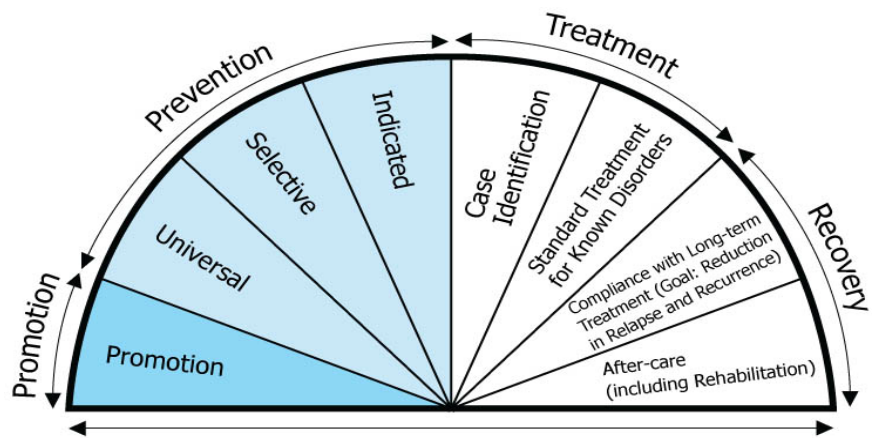 Promotion
Prevention
Treatment
Recovery
Promotion
Universal
Selective
Indicated
Case
Identification
Standard Treatment
for Known Disorders
Compliance with Long-term
Treatment (Goal: Reduction
in Relapse and Recurrence)
After-care
(including Rehabilitation)